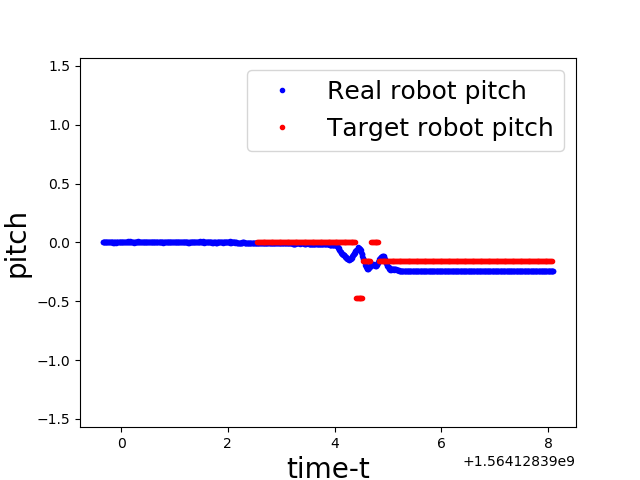 Real robot pitch
Target robot pitch
pitch
1.5
1.0
0.5
0.0
−0.5
−1.0
−1.5
0 2 4 6 8
+1.56412839e9
time-t